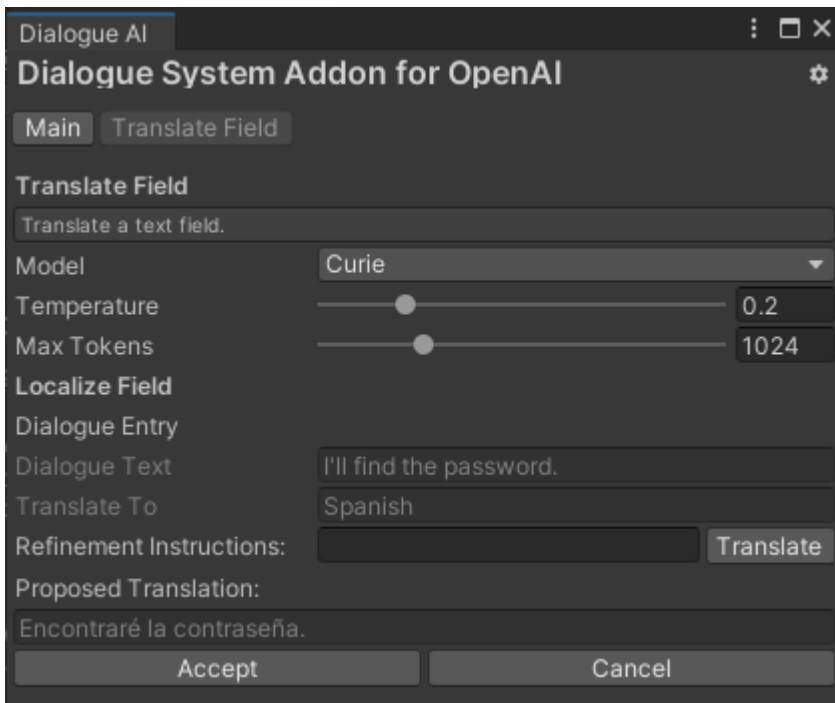 Dialogue AI
Dialogue System Addon for OpenAI
Main Translate Field
Translate Field
Translate a text field.
Model Curie
Temperature 0.2
Max Tokens 1024
Localize Field
Dialogue Entry
Dialogue Text I'll find the password.
Translate To Spanish
Refinement Instructions: Translate
Proposed Translation:
Encontraré la contraseña.
Accept Cancel